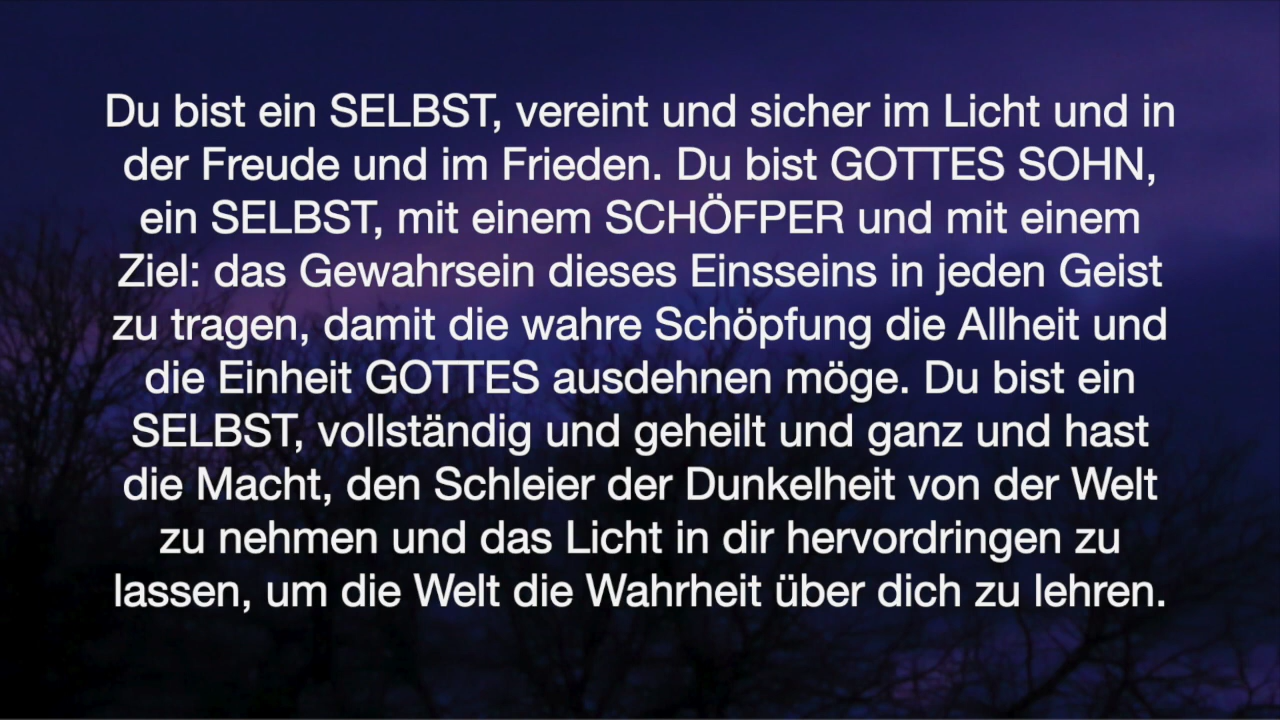 Du bist ein SELBST, vereint und sicher im Licht und in
der Freude und im Frieden. Du bist GOTTES SOHN,
ein SELBST, mit einem SCHÖFPER und mit einem
Ziel: das Gewahrsein dieses Einsseins in jeden Geist
zu tragen, damit die wahre Schöpfung die Allheit und
die Einheit GOTTES ausdehnen möge. Du bist ein
SELBST, vollständig und geheilt und ganz und hast
die Macht, den Schleier der Dunkelheit von der Welt
zu nehmen und das Licht in dir hervordringen zu
lassen, um die Welt die Wahrheit über dich zu lehren.